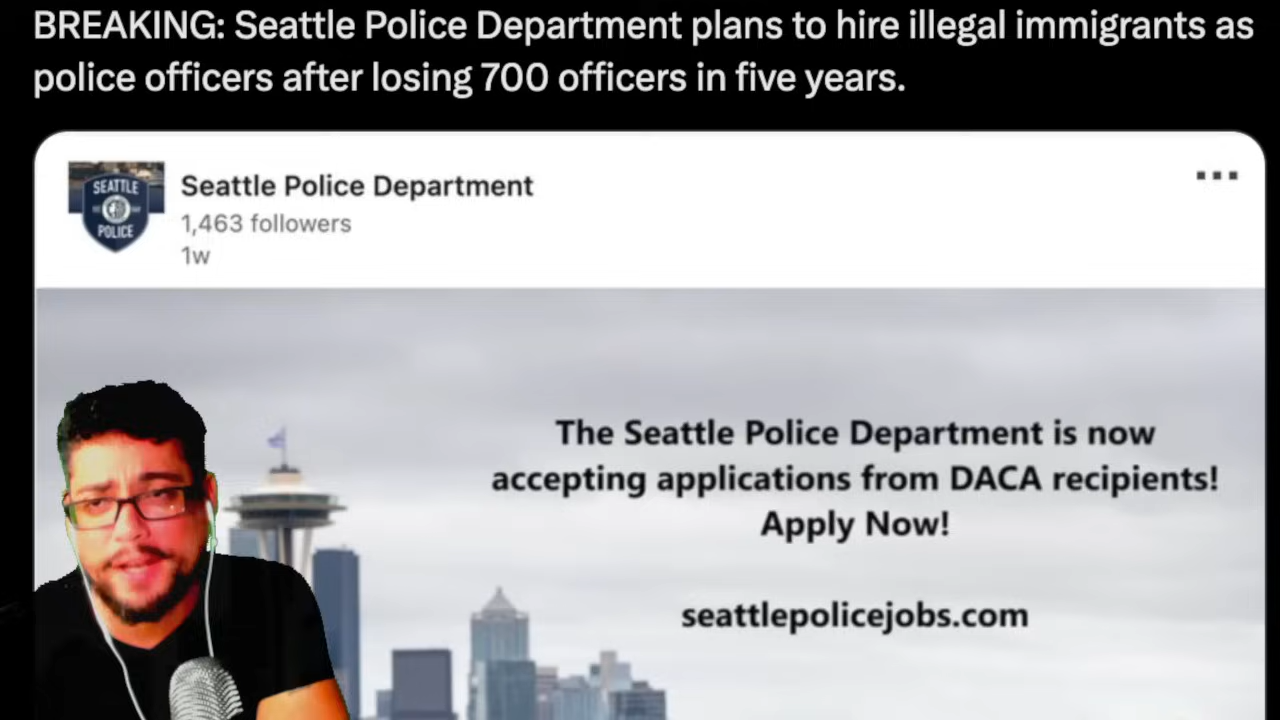 BREAKING: Seattle Police Department plans to hire illegal immigrants as
police officers after losing 700 officers in five years.
SEATTLE
POLICE
Seattle Police Department
1,463 followers
1w
The Seattle Police Department is now
accepting applications from DACA recipients!
Apply Now!
seattlepolicejobs.com